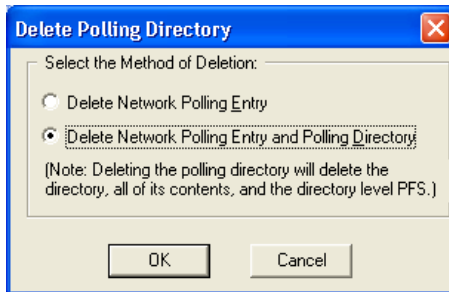 Delete Polling Directory
Select the Method of Deletion:
Delete Network Polling Entry
Delete Network Polling Entry and Polling Directory
(Note: Deleting the polling directory will delete the
directory, all of its contents, and the directory level PFS.)
OK
Cancel